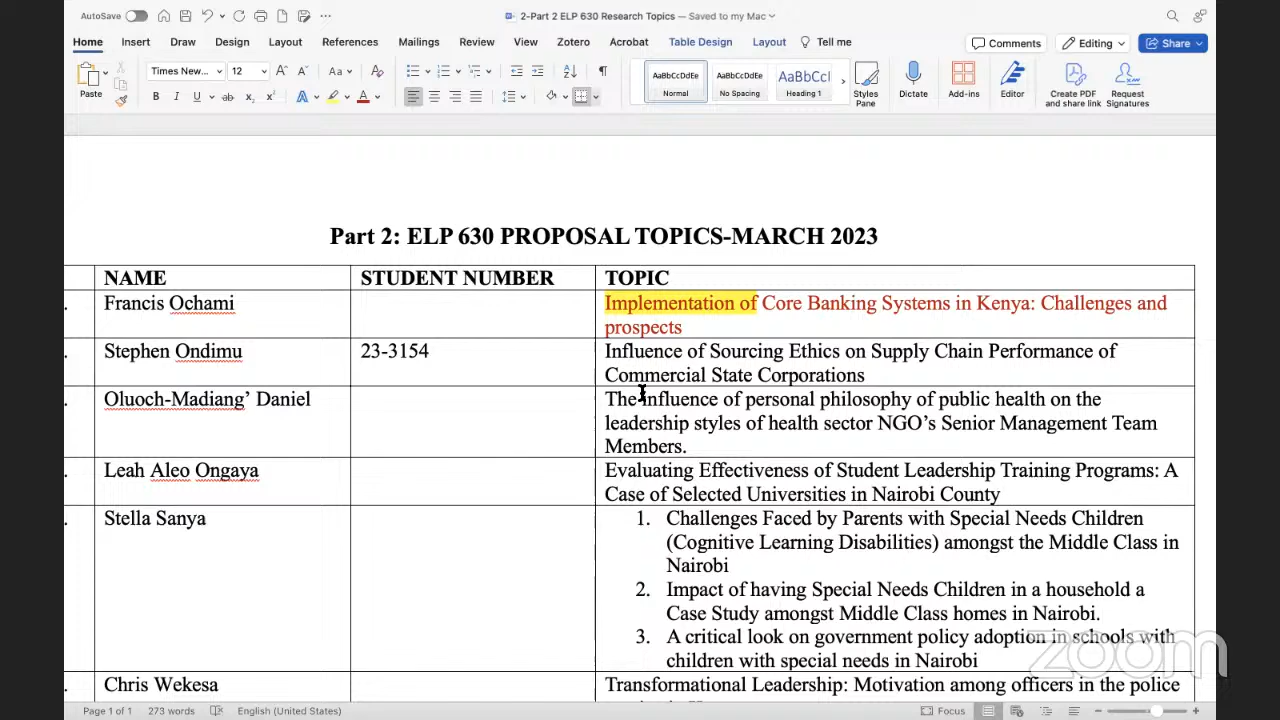 AutoSave
2-Part 2 ELP 630 Research Topics — Saved to my Mac
Home Insert Draw Design Layout References Mailings Review View Zotero Acrobat Table Design Layout Tell me
Comments Editing Share
Paste
Times New... 12
AaBbCcDdEe AaBbCcDdEe AaBbCcI
Normal No Spacing Heading 1
Styles Pane
Dictate
Add-ins
Editor
Create PDF and share link
Request Signatures
Part 2: ELP 630 PROPOSAL TOPICS-MARCH 2023
NAME STUDENT NUMBER TOPIC
Francis Ochami Implementation of Core Banking Systems in Kenya: Challenges and
prospects
Stephen Ondimu 23-3154 Influence of Sourcing Ethics on Supply Chain Performance of
Commercial State Corporations
Oluoch-Madiang’ Daniel The influence of personal philosophy of public health on the
leadership styles of health sector NGO’s Senior Management Team
Members.
Leah Aleo Ongaya Evaluating Effectiveness of Student Leadership Training Programs: A
Case of Selected Universities in Nairobi County
Stella Sanya 1. Challenges Faced by Parents with Special Needs Children
(Cognitive Learning Disabilities) amongst the Middle Class in
Nairobi
2. Impact of having Special Needs Children in a household a
Case Study amongst Middle Class homes in Nairobi.
3. A critical look on government policy adoption in schools with
children with special needs in Nairobi
zoom
Chris Wekesa Transformational Leadership: Motivation among officers in the police
Page 1 of 1 273 words English (United States) Focus